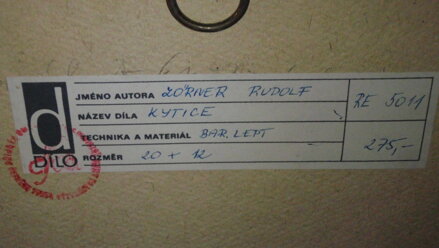 d
DÍLO
JMÉNO AUTORA ZÖRNER RUDOLF
NÁZEV DÍLA KYTICE
TECHNIKA A MATERIÁL BAR. LEPT
ROZMĚR 20 x 12
RE 5011
275,-